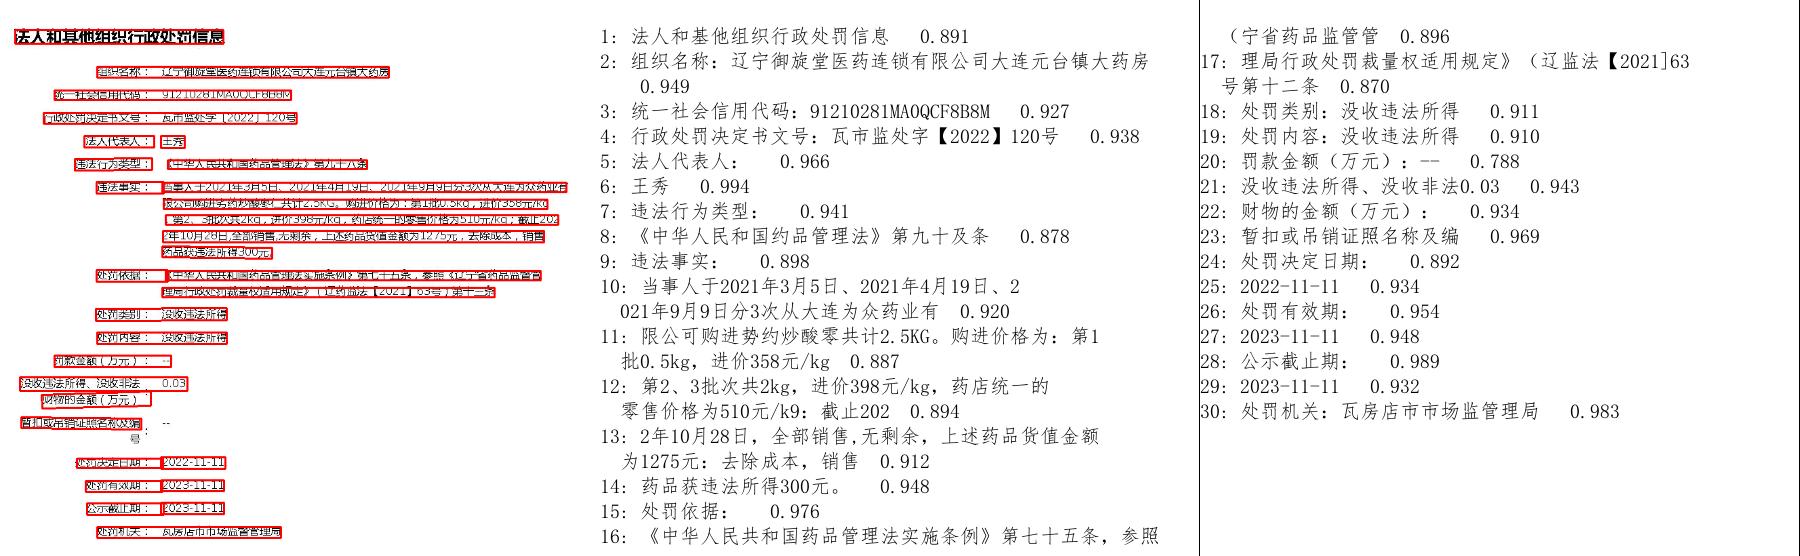 法人和其他组织行政处罚信息
组织名称： 辽宁御旋堂医药连锁有限公司大连元台镇大药房
统一社会信用代码： 91210281MA0QCF8B8M
行政处罚决定书文号： 瓦市监处字【2022】120号
法人代表人： 王秀
违法行为类型： 《中华人民共和国药品管理法》第九十八条
违法事实： 当事人于2021年3月5日、2021年4月19日、2021年9月9日分3次从大连为众药业有
限公司购进 共计2.5KG。购进价格为：第1批0.5kg，进价358元/kg
，第2、3批次共2kg，进价398元/kg，药店统一的零售价格为510元/kg；截止202
2年10月28日,全部销售,无剩余，上述药品货值金额为1275元，去除成本，销售
药品获违法所得300元。
处罚依据： 《中华人民共和国药品管理法实施条例》第七十五条，参照《辽宁省药品监督管
理局行政处罚裁量权适用规定》（辽药监法【2021】63号）第十三条
处罚类别： 没收违法所得
处罚内容： 没收违法所得
罚款金额（万元）： --
没收违法所得、没收非法 0.03
财物的金额（万元）：
暂扣或吊销证照名称及编 --
号：
处罚决定日期： 2022-11-11
处罚有效期： 2023-11-11
公示截止期： 2023-11-11
处罚机关： 瓦房店市市场监督管理局
1: 法人和基他组织行政处罚信息 0.891
2: 组织名称: 辽宁御旋堂医药连锁有限公司大连元台镇大药房
0.949
3: 统一社会信用代码: 91210281MA0QCF8B8M 0.927
4: 行政处罚决定书文号: 瓦市监处字【2022】120号 0.938
5: 法人代表人: 0.966
6: 王秀 0.994
7: 违法行为类型: 0.941
8: 《中华人民和国约品管理法》第九十及条 0.878
9: 违法事实: 0.898
10: 当事人于2021年3月5日、2021年4月19日、2
021年9月9日分3次从大连为众药业有 0.920
11: 限公司购进势约炒酸零共计2.5KG。购进价格为: 第1
批0.5kg, 进价358元/kg 0.887
12: 第2、3批次共2kg, 进价398元/kg, 药店统一的
零售价格为510元/k9: 截止202 0.894
13: 2年10月28日, 全部销售,无剩余, 上述药品货值金额
为1275元: 去除成本, 销售 0.912
14: 药品获违法所得300元。 0.948
15: 处罚依据: 0.976
16: 《中华人民共和国药品管理法实施条例》第七十五条, 参照
（宁省药品监管管 0.896
17: 理局行政处罚裁量权适用规定》（辽监法【2021]63
号第十二条 0.870
18: 处罚类别: 没收违法所得 0.911
19: 处罚内容: 没收违法所得 0.910
20: 罚款金额（万元）: -- 0.788
21: 没收违法所得、没收非法0.03 0.943
22: 财物的金额（万元）: 0.934
23: 暂扣或吊销证照名称及编 0.969
24: 处罚决定日期: 0.892
25: 2022-11-11 0.934
26: 处罚有效期: 0.954
27: 2023-11-11 0.948
28: 公示截止期: 0.989
29: 2023-11-11 0.932
30: 处罚机关: 瓦房店市市场监管理局 0.983